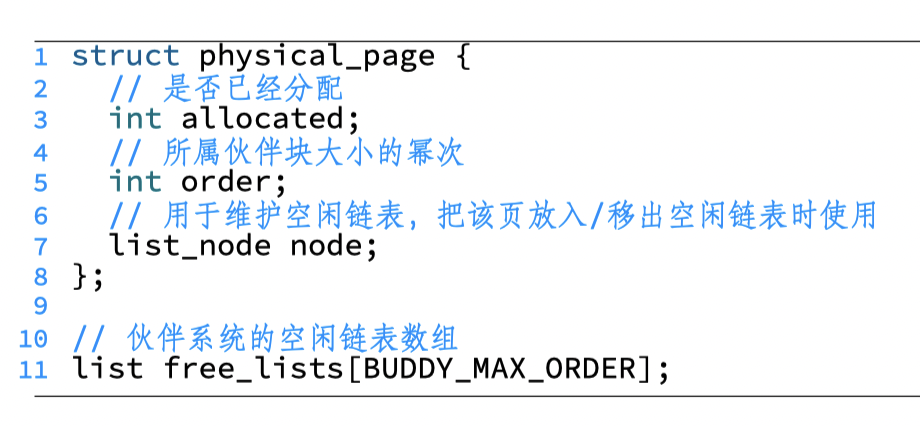 1 struct physical_page {
2 // 是否已经分配
3 int allocated;
4 // 所属伙伴块大小的幂次
5 int order;
6 // 用于维护空闲链表，把该页放入/移出空闲链表时使用
7 list_node node;
8 };
9
10 // 伙伴系统的空闲链表数组
11 list free_lists[BUDDY_MAX_ORDER];